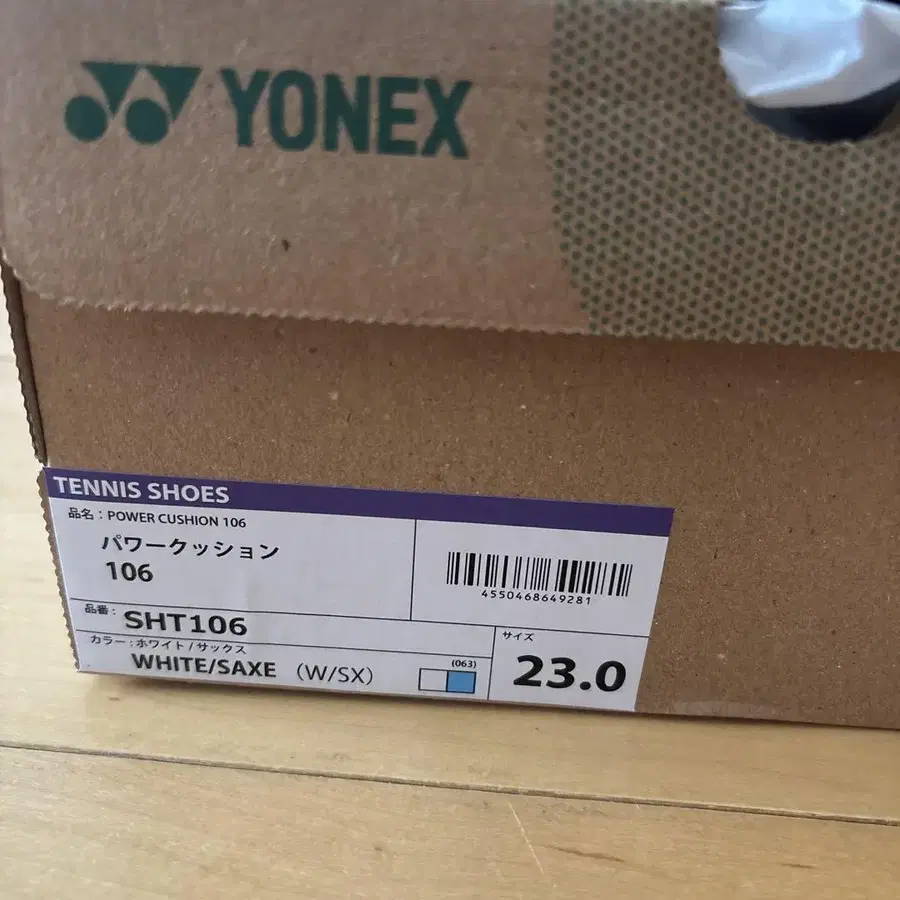 YONEX
TENNIS SHOES
品名：POWER CUSHION 106
パワークッション
106
4550468649281
品番：
SHT106
カラー：ホワイト/サックス
WHITE/SAXE (W/SX)
(063)
サイズ
23.0